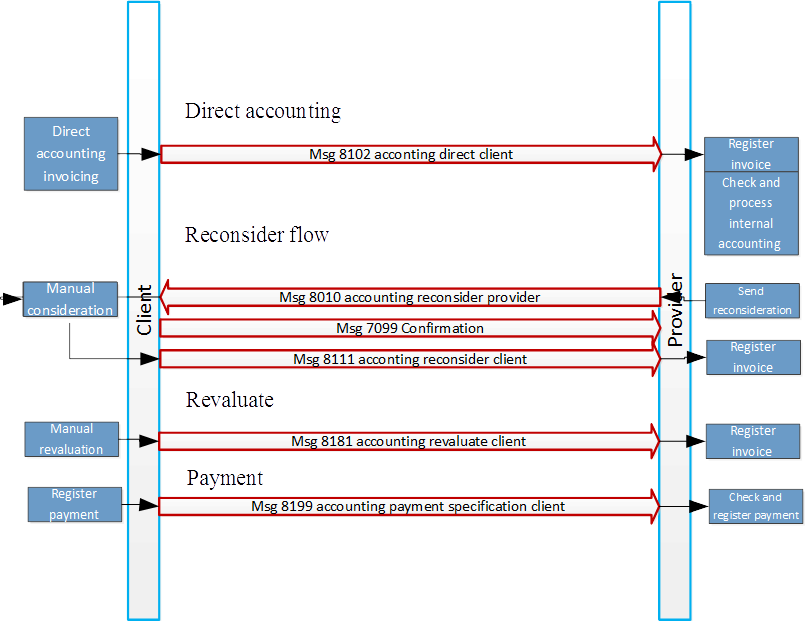 Direct accounting
Direct
accounting
invoicing
Msg 8102 acconting direct client
Register
invoice
Check and
process
internal
accounting
Reconsider flow
Manual
consideration
Client
Msg 8010 accounting reconsider provider
Provider
Send
reconsideration
Msg 7099 Confirmation
Msg 8111 acconting reconsider client
Register
invoice
Revaluate
Manual
revaluation
Msg 8181 accounting revaluate client
Register
invoice
Payment
Register
payment
Msg 8199 accounting payment specification client
Check and
register payment